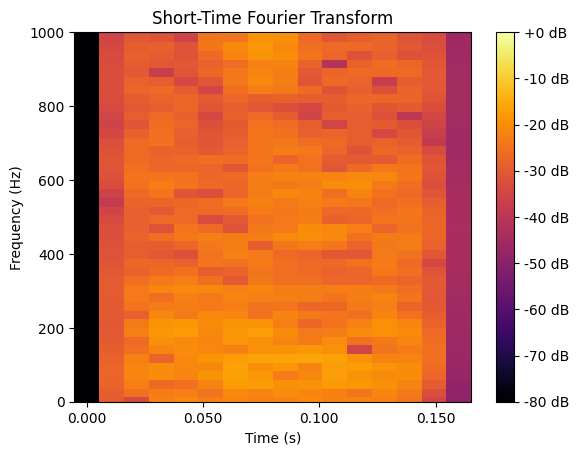 Short-Time Fourier Transform
Frequency (Hz)
1000
800
600
400
200
0
0.000
0.050
0.100
0.150
Time (s)
+0 dB
-10 dB
-20 dB
-30 dB
-40 dB
-50 dB
-60 dB
-70 dB
-80 dB